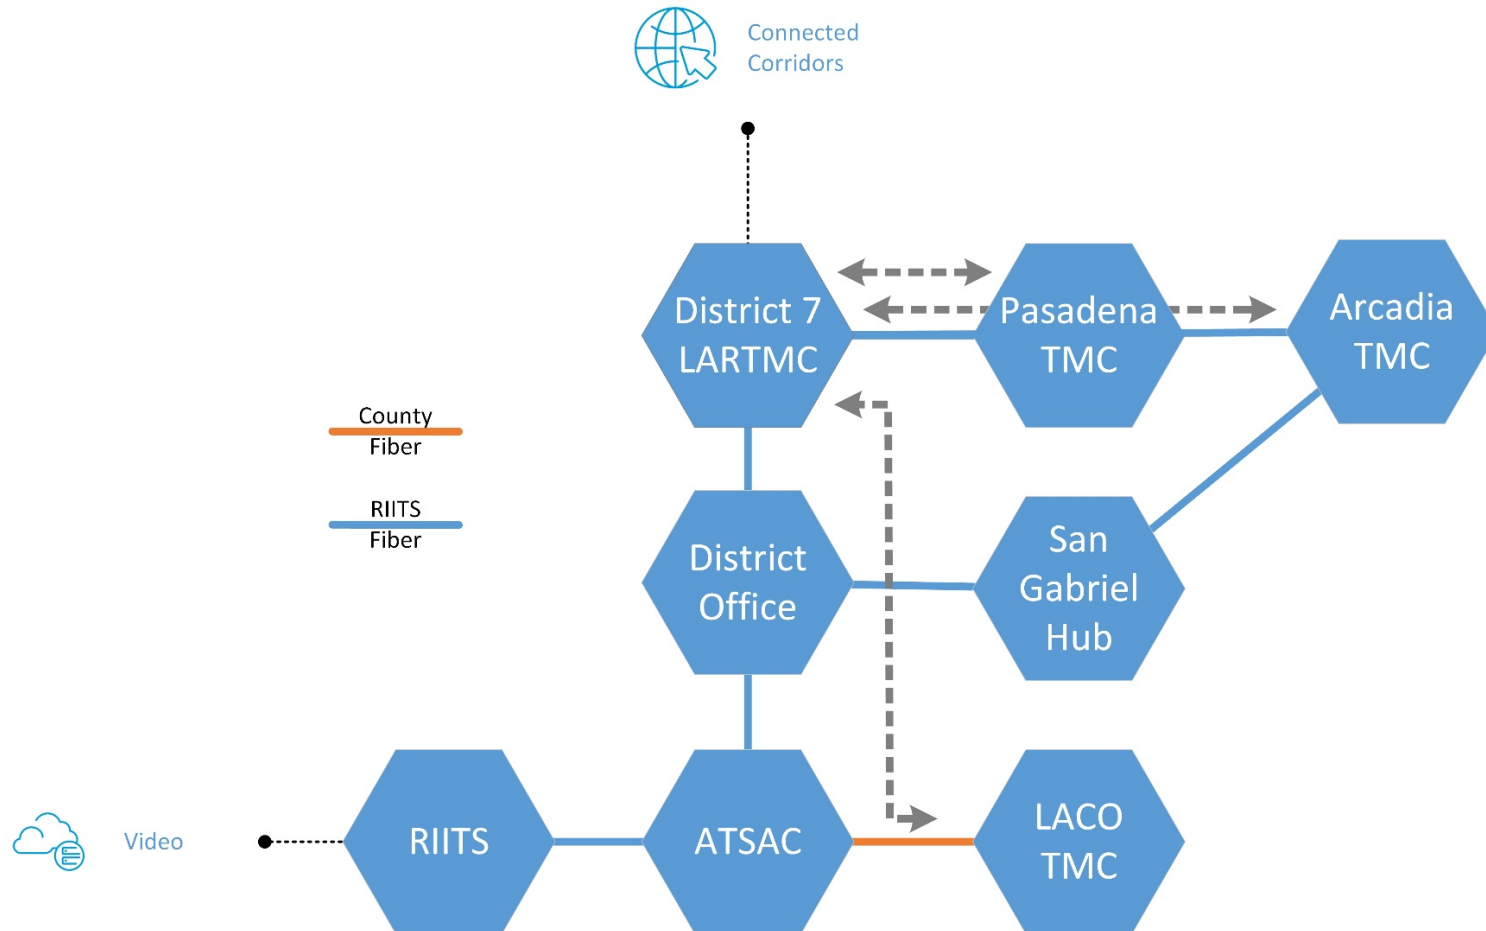 Connected
Corridors
District 7
LARTMC
Pasadena
TMC
Arcadia
TMC
County
Fiber
RIITS
Fiber
District
Office
San
Gabriel
Hub
Video
RIITS
ATSAC
LACO
TMC